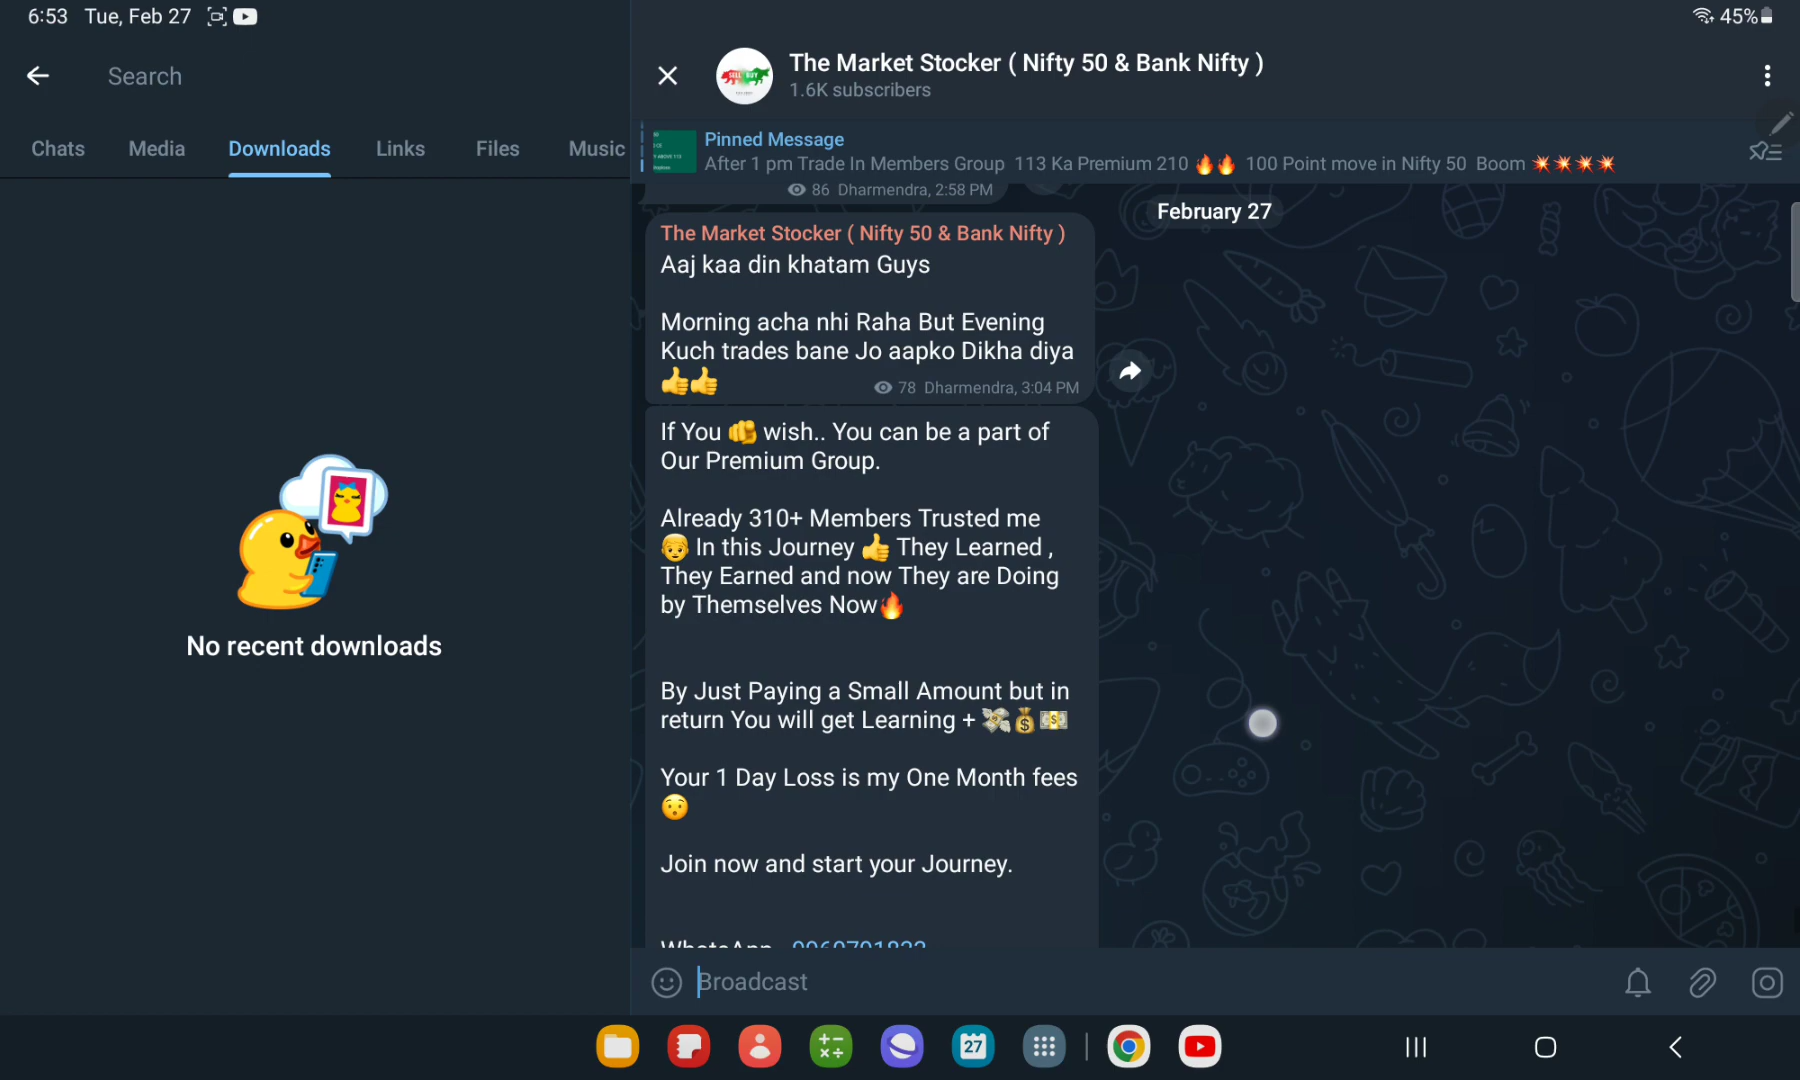 6:53 Tue, Feb 27
45%
Search
Chats Media Downloads Links Files Music
No recent downloads
The Market Stocker ( Nifty 50 & Bank Nifty )
1.6K subscribers
Pinned Message
After 1 pm Trade In Members Group 113 Ka Premium 210 🔥🔥 100 Point move in Nifty 50 Boom 💥💥💥💥
86 Dharmendra, 2:58 PM
February 27
The Market Stocker ( Nifty 50 & Bank Nifty )
Aaj kaa din khatam Guys
Morning acha nhi Raha But Evening
Kuch trades bane Jo aapko Dikha diya
👍👍 78 Dharmendra, 3:04 PM
If You 🫵 wish.. You can be a part of
Our Premium Group.
Already 310+ Members Trusted me
👨 In this Journey 👍 They Learned ,
They Earned and now They are Doing
by Themselves Now🔥
By Just Paying a Small Amount but in
return You will get Learning + 💸💰💵
Your 1 Day Loss is my One Month fees
😯
Join now and start your Journey.
WhatsApp
Broadcast
27
SELL BUY